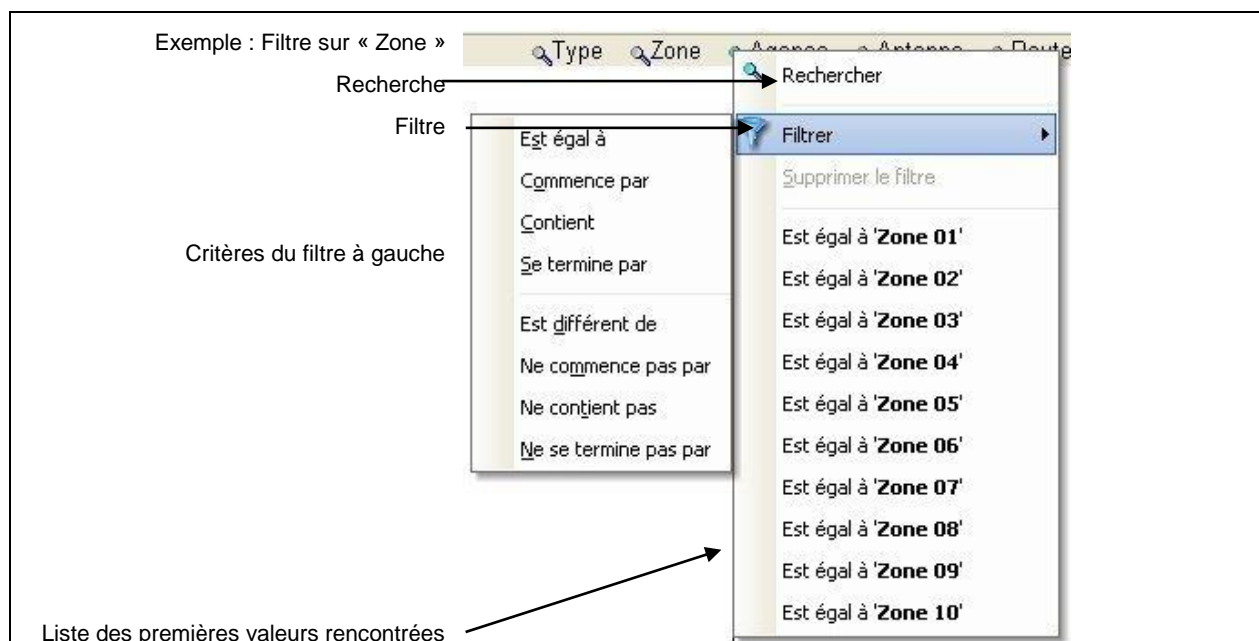 Exemple : Filtre sur « Zone »
Type Zone Agence Antenne Route
Recherche
Rechercher
Filtre
Filtrer
Supprimer le filtre
Critères du filtre à gauche
Est égal à
Commence par
Contient
Se termine par
Est différent de
Ne commence pas par
Ne contient pas
Ne se termine pas par
Est égal à 'Zone 01'
Est égal à 'Zone 02'
Est égal à 'Zone 03'
Est égal à 'Zone 04'
Est égal à 'Zone 05'
Est égal à 'Zone 06'
Est égal à 'Zone 07'
Est égal à 'Zone 08'
Est égal à 'Zone 09'
Est égal à 'Zone 10'
Liste des premières valeurs rencontrées